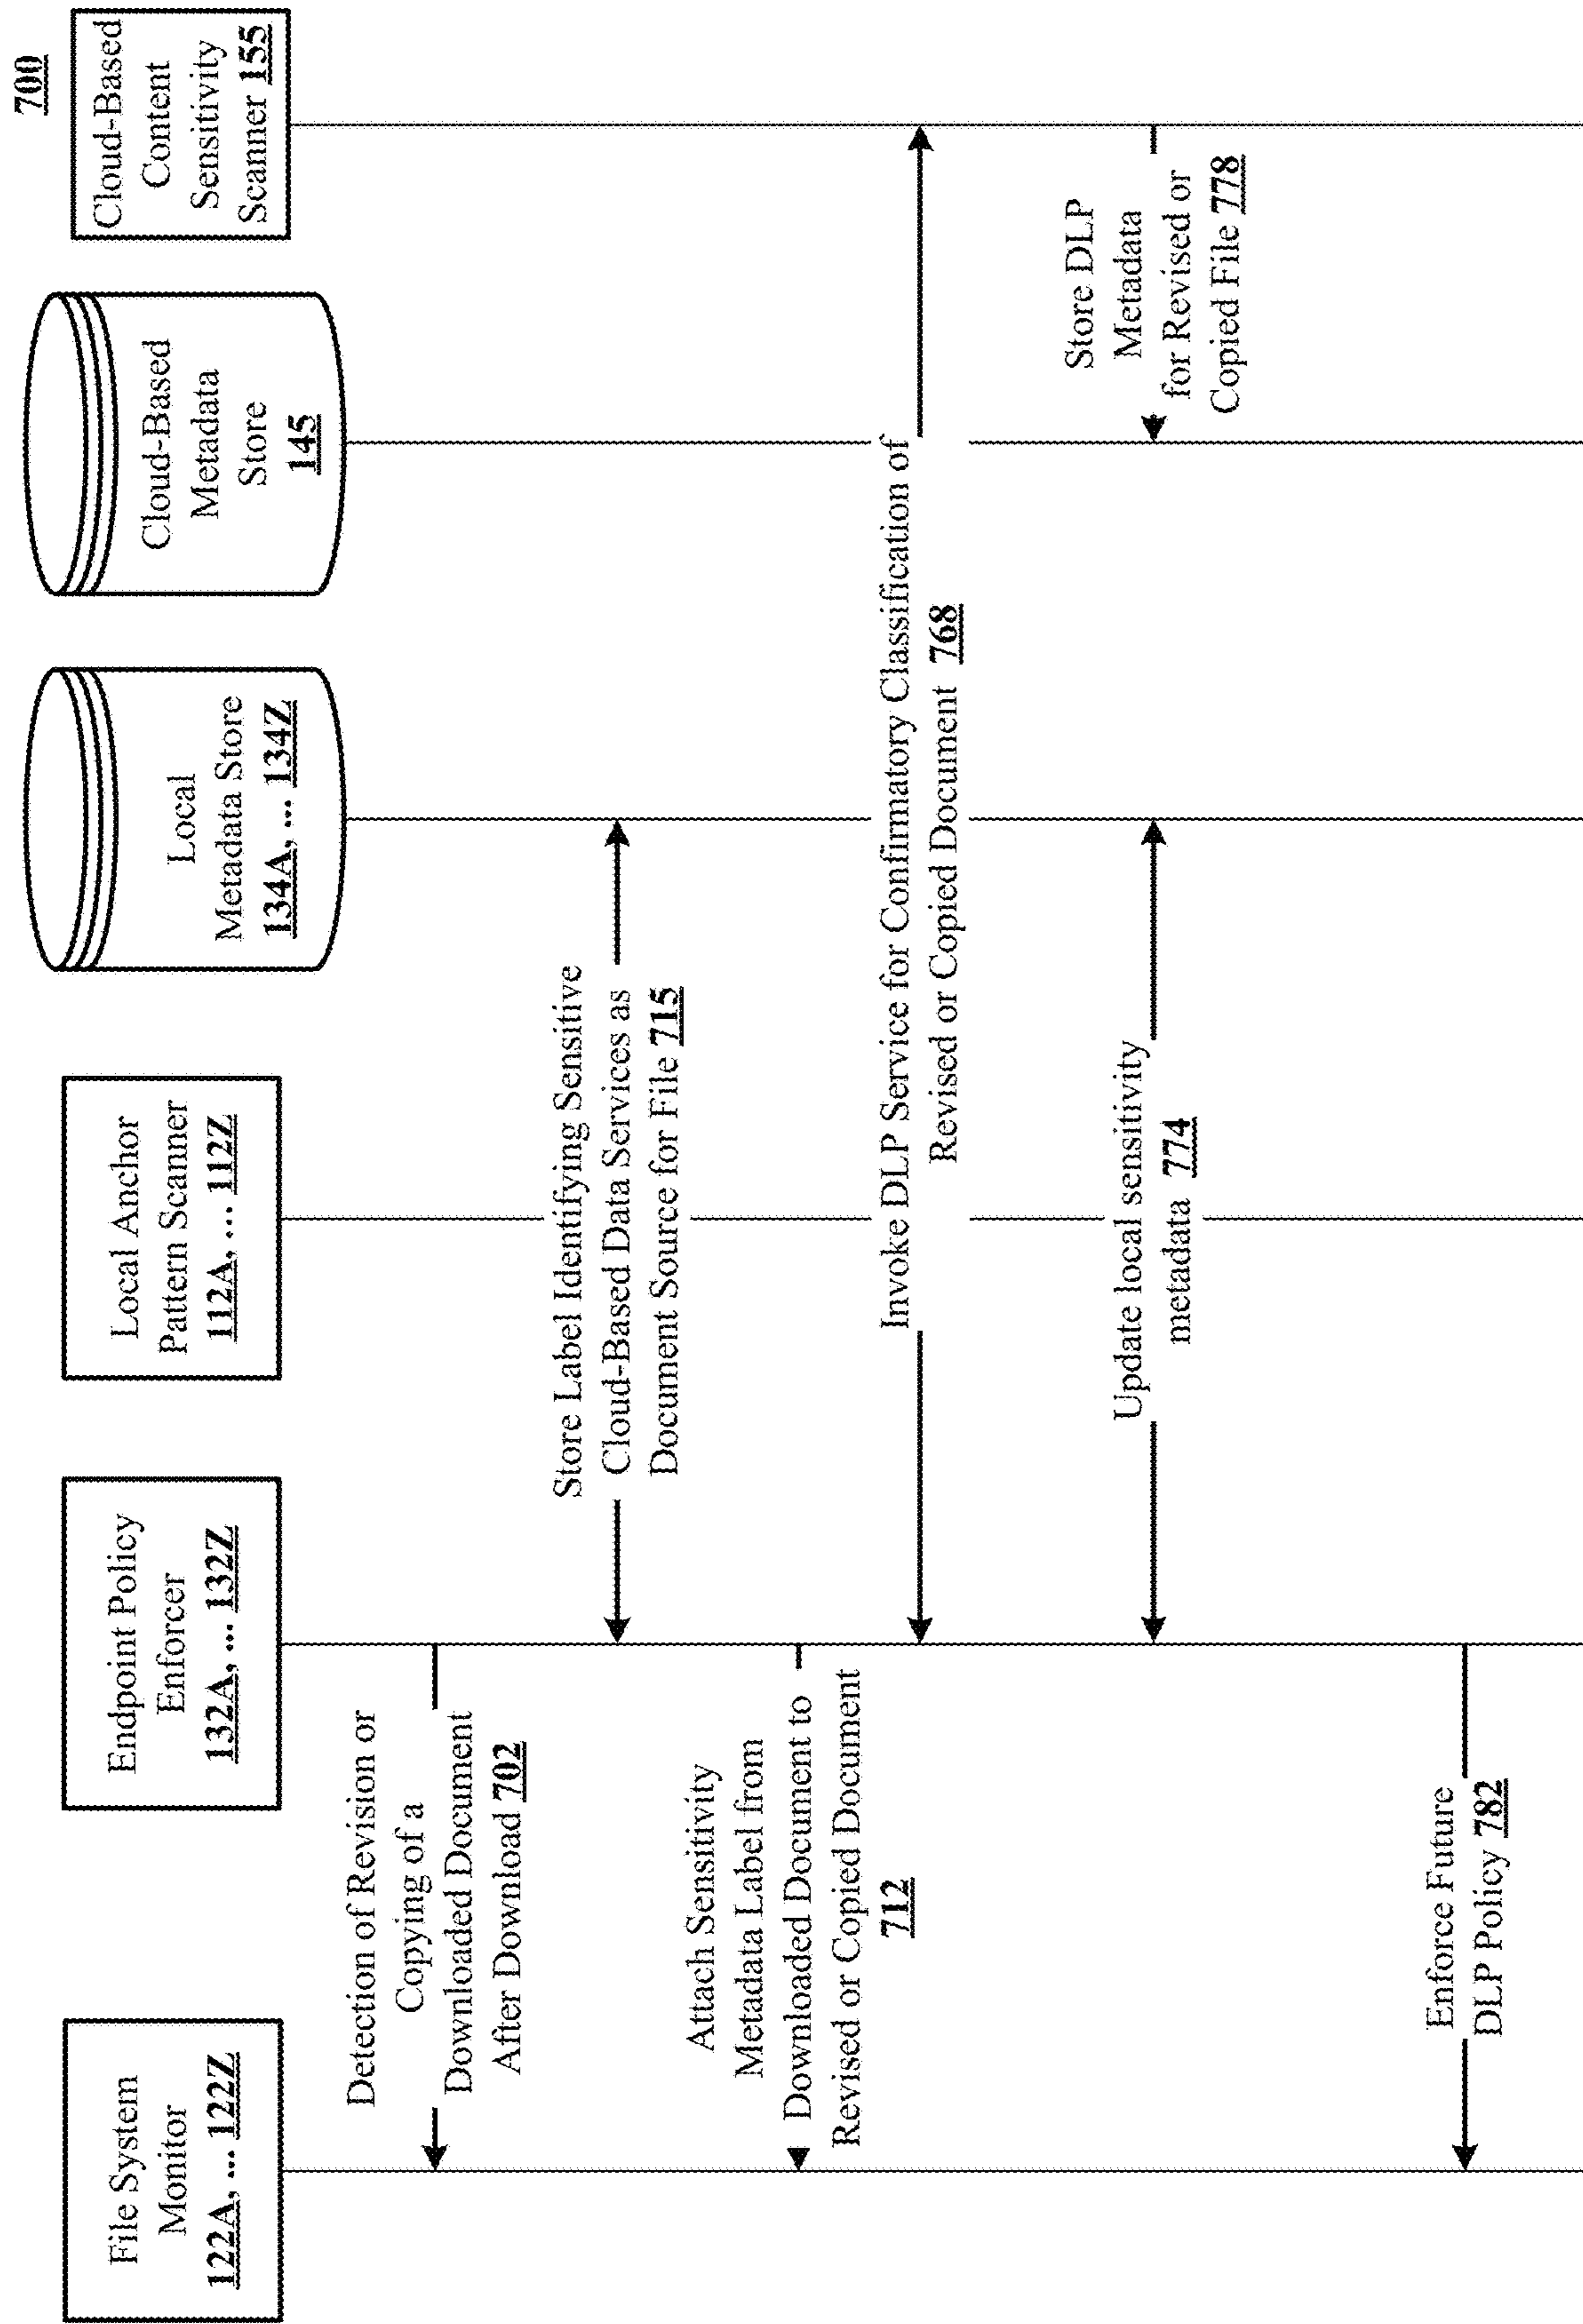 700
File System
Monitor
122A, ... 122Z
Endpoint Policy
Enforcer
132A, ... 132Z
Local Anchor
Pattern Scanner
112A, ... 112Z
Local
Metadata Store
134A, ... 134Z
Cloud-Based
Metadata
Store
145
Cloud-Based
Content
Sensitivity
Scanner 155
Detection of Revision or
Copying of a
Downloaded Document
After Download 702
Store Label Identifying Sensitive
Cloud-Based Data Services as
Document Source for File 715
Attach Sensitivity
Metadata Label from
Downloaded Document to
Revised or Copied Document
712
Invoke DLP Service for Confirmatory Classification of
Revised or Copied Document 768
Update local sensitivity
metadata 774
Store DLP
Metadata
for Revised or
Copied File 778
Enforce Future
DLP Policy 782